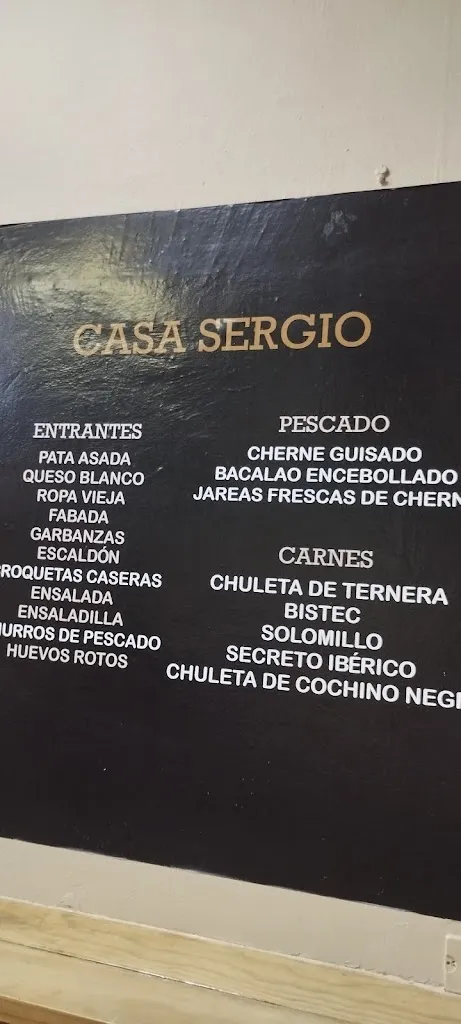 CASA SERGIO
ENTRANTES
PATA ASADA
QUESO BLANCO
ROPA VIEJA
FABADA
GARBANZAS
ESCALDÓN
ROQUETAS CASERAS
ENSALADA
ENSALADILLA
URROS DE PESCADO
HUEVOS ROTOS
PESCADO
CHERNE GUISADO
BACALAO ENCEBOLLADO
JAREAS FRESCAS DE CHERN
CARNES
CHULETA DE TERNERA
BISTEC
SOLOMILLO
SECRETO IBÉRICO
CHULETA DE COCHINO NEG